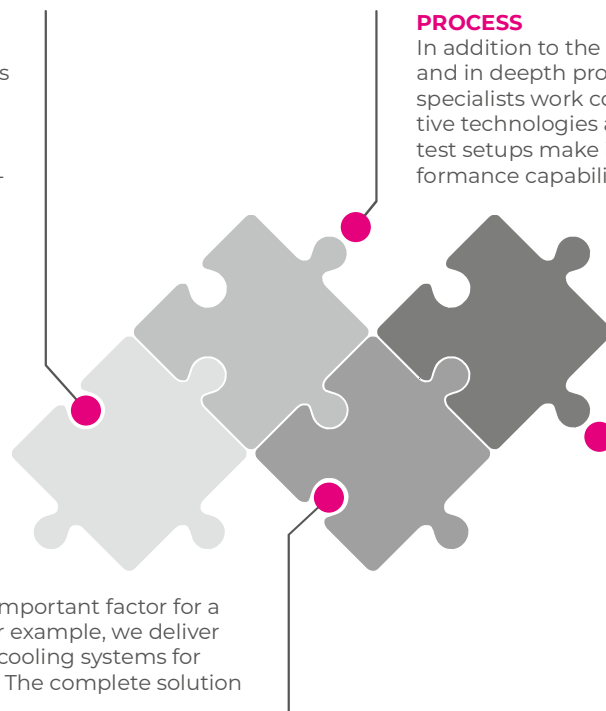 s
-
PROCESS
In addition to the
and in deepth pro
specialists work co
tive technologies a
test setups make
formance capabili
important factor for a
r example, we deliver
cooling systems for
The complete solution